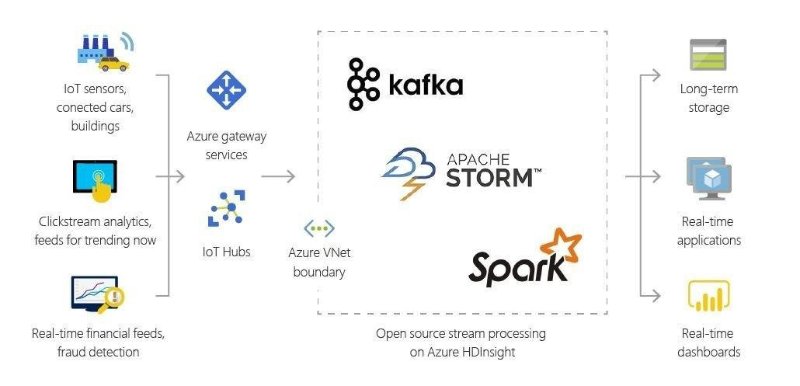 IoT sensors,
conected cars,
buildings
Clickstream analytics,
feeds for trending now
Real-time financial feeds,
fraud detection
Azure gateway
services
IoT Hubs
Azure VNet
boundary
kafka
APACHE
STORM™
Spark
Open source stream processing
on Azure HDInsight
Long-term
storage
Real-time
applications
Real-time
dashboards